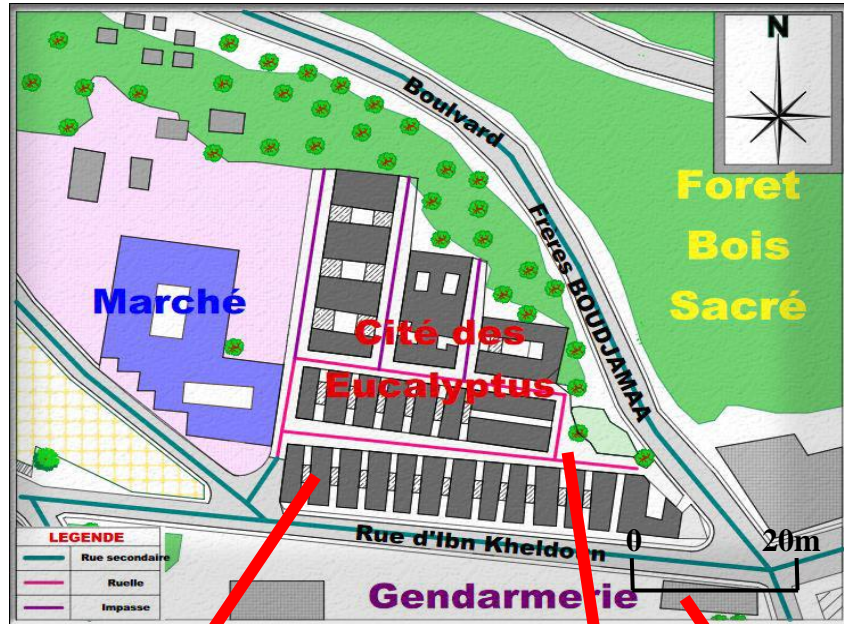 N
Boulvard
Frères BOUDJAMAA
Foret
Bois
Sacré
Marché
Cité des
Eucalyptus
Rue d'Ibn Kheldoun
0 20m
Gendarmerie
LEGENDE
Rue secondaire
Ruelle
Impasse